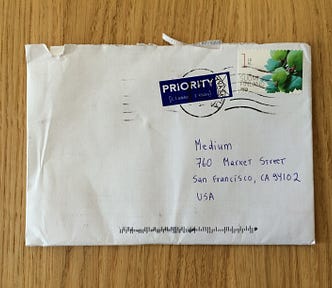 PRIORITY
Medium
760 Market Street
San Francisco, CA 94102
USA